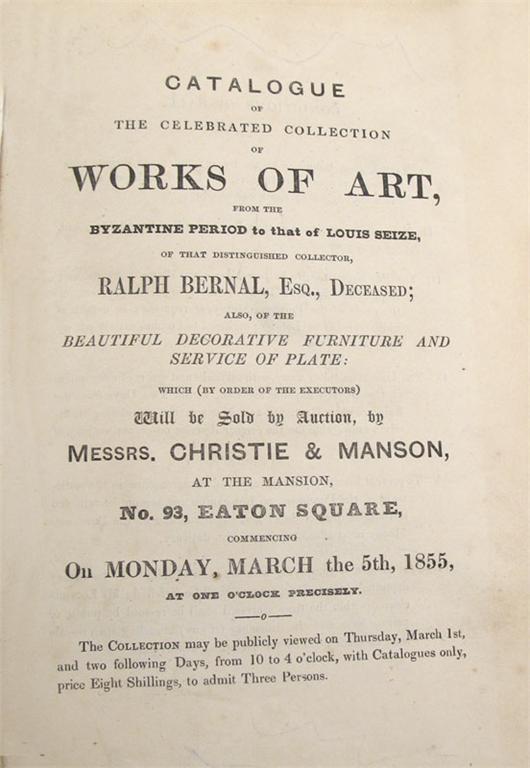 CATALOGUE
OF
THE CELEBRATED COLLECTION
OF
WORKS OF ART,
FROM THE
BYZANTINE PERIOD to that of LOUIS SEIZE,
OF THAT DISTINGUISHED COLLECTOR,
RALPH BERNAL, ESQ., DECEASED;
ALSO, OF THE
BEAUTIFUL DECORATIVE FURNITURE AND
SERVICE OF PLATE:
WHICH (BY ORDER OF THE EXECUTORS)
Will be Sold by Auction, by
MESSRS. CHRISTIE & MANSON,
AT THE MANSION,
No. 93, EATON SQUARE,
COMMENCING
On MONDAY, MARCH the 5th, 1855,
AT ONE O'CLOCK PRECISELY.
—o—
The COLLECTION may be publicly viewed on Thursday, March 1st,
and two following Days, from 10 to 4 o'clock, with Catalogues only,
price Eight Shillings, to admit Three Persons.